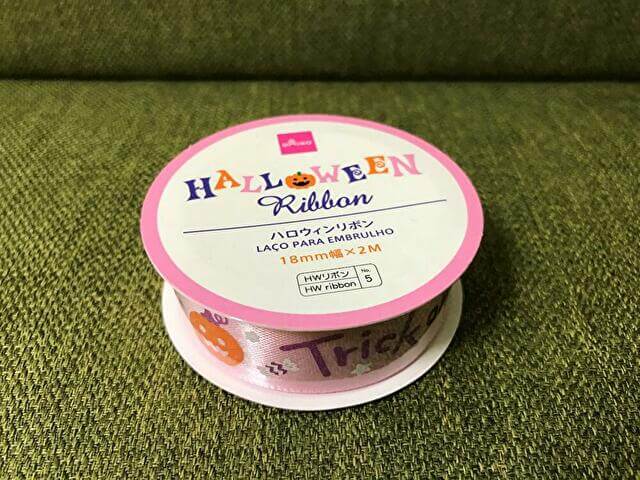 DAISO
HALLOWEEN
Ribbon
ハロウィンリボン
LAÇO PARA EMBRULHO
18mm幅×2M
HWリボン
HW ribbon
No.
5
Trick o